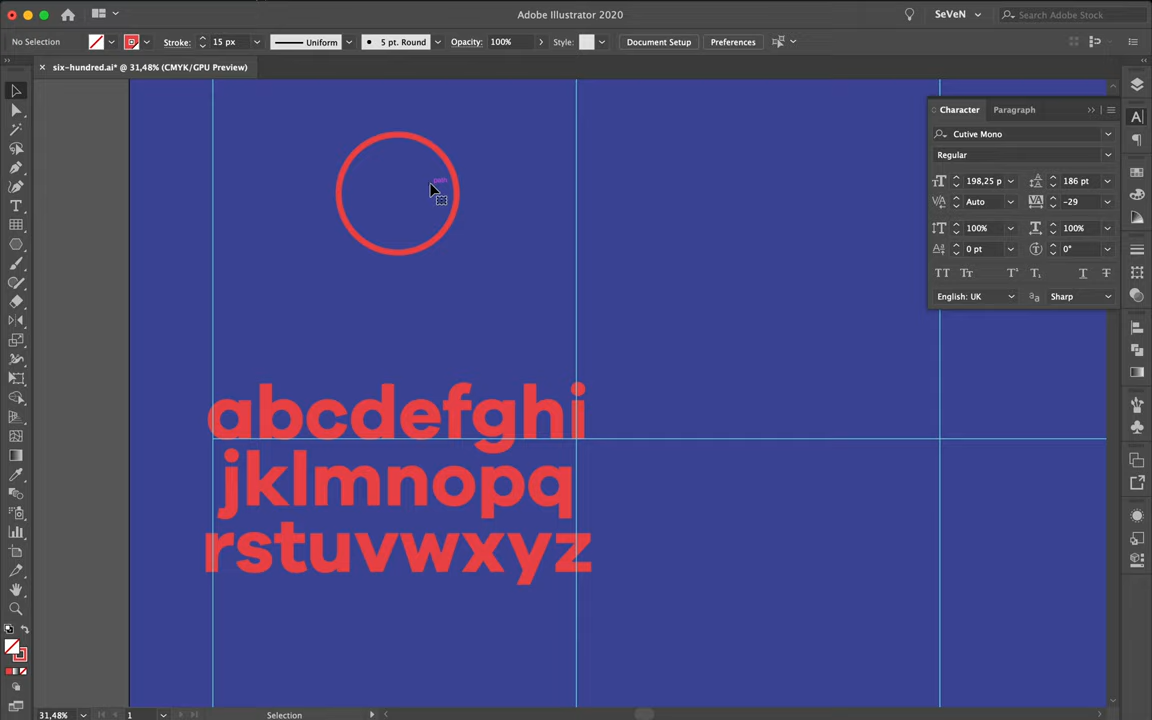 Adobe Illustrator 2020
SeVeN
Search Adobe Stock
No Selection
Stroke:
15 px
Uniform
5 pt. Round
Opacity:
100%
Style:
Document Setup
Preferences
six-hundred.ai* @ 31,48% (CMYK/GPU Preview)
Character
Paragraph
Cutive Mono
Regular
198,25 p
186 pt
Auto
-29
100%
100%
0 pt
0°
English: UK
Sharp
abcdefghi
jklmnopq
rstuvwxyz
31,48%
1
Selection